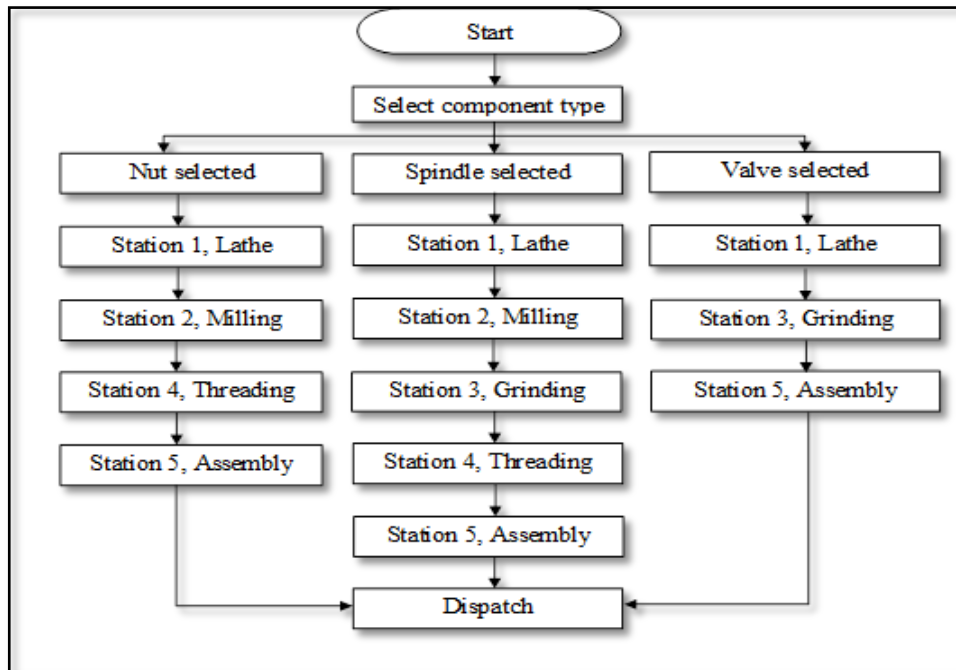 Start
Select component type
Nut selected
Station 1, Lathe
Station 2, Milling
Station 4, Threading
Station 5, Assembly
Spindle selected
Station 1, Lathe
Station 2, Milling
Station 3, Grinding
Station 4, Threading
Station 5, Assembly
Valve selected
Station 1, Lathe
Station 3, Grinding
Station 5, Assembly
Dispatch